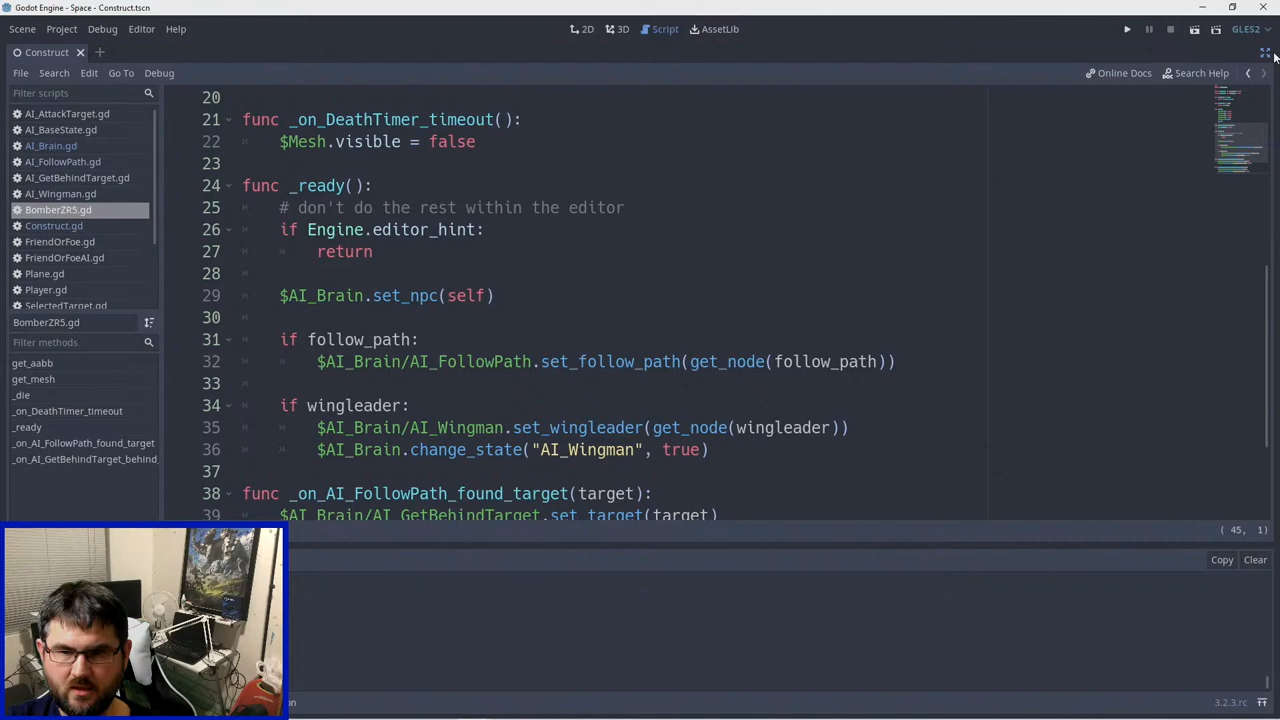 Godot Engine - Space - Construct.tscn
Scene Project Debug Editor Help
2D 3D Script AssetLib
GLES2
Construct
File Search Edit Go To Debug
Online Docs Search Help
Filter scripts
AI_AttackTarget.gd
AI_BaseState.gd
AI_Brain.gd
AI_FollowPath.gd
AI_GetBehindTarget.gd
AI_Wingman.gd
BomberZR5.gd
Construct.gd
FriendOrFoe.gd
FriendOrFoeAI.gd
Plane.gd
Player.gd
SelectedTarget.gd
BomberZR5.gd
Filter methods
get_aabb
get_mesh
_die
_on_DeathTimer_timeout
_ready
_on_AI_FollowPath_found_target
_on_AI_GetBehindTarget_behind_
20
21 func _on_DeathTimer_timeout():
22 $Mesh.visible = false
23
24 func _ready():
25 # don't do the rest within the editor
26 if Engine.editor_hint:
27 return
28
29 $AI_Brain.set_npc(self)
30
31 if follow_path:
32 $AI_Brain/AI_FollowPath.set_follow_path(get_node(follow_path))
33
34 if wingleader:
35 $AI_Brain/AI_Wingman.set_wingleader(get_node(wingleader))
36 $AI_Brain.change_state("AI_Wingman", true)
37
38 func _on_AI_FollowPath_found_target(target):
39 $AI_Brain/AI_GetBehindTarget.set_target(target)
( 45, 1)
Copy Clear
3.2.3.rc